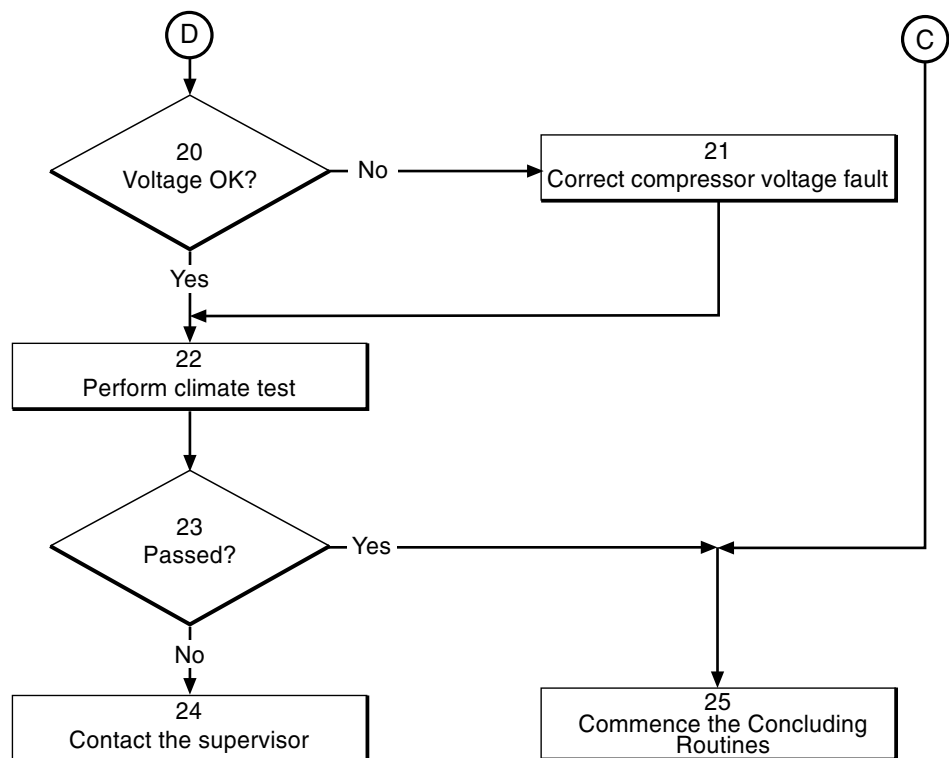 D
C
20
Voltage OK?
No
21
Correct compressor voltage fault
Yes
22
Perform climate test
23
Passed?
Yes
No
24
Contact the supervisor
25
Commence the Concluding
Routines